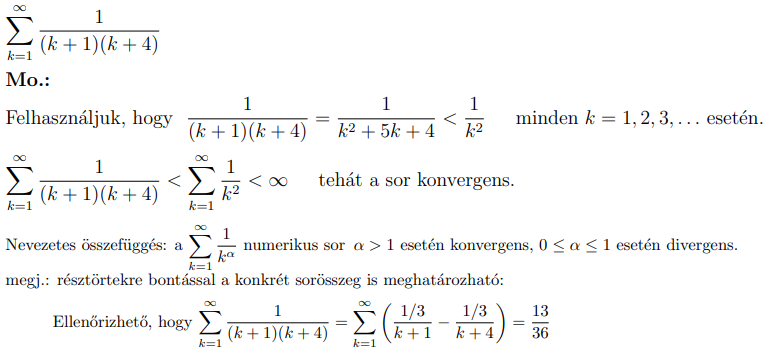 $\sum_{k=1}^{\infty} \frac{1}{(k+1)(k+4)}$
Mo.:
Felhasználjuk, hogy $\frac{1}{(k+1)(k+4)} = \frac{1}{k^2+5k+4} < \frac{1}{k^2}$ minden $k = 1, 2, 3, \ldots$ esetén.
$\sum_{k=1}^{\infty} \frac{1}{(k+1)(k+4)} < \sum_{k=1}^{\infty} \frac{1}{k^2} < \infty$ tehát a sor konvergens.
Nevezetes összefüggés: a $\sum_{k=1}^{\infty} \frac{1}{k^\alpha}$ numerikus sor $\alpha > 1$ esetén konvergens, $0 \leq \alpha \leq 1$ esetén divergens.
megj.: résztörtekre bontással a konkrét sorösszeg is meghatározható:
Ellenőrizhető, hogy $\sum_{k=1}^{\infty} \frac{1}{(k+1)(k+4)} = \sum_{k=1}^{\infty} \left( \frac{1/3}{k+1} - \frac{1/3}{k+4} \right) = \frac{13}{36}$